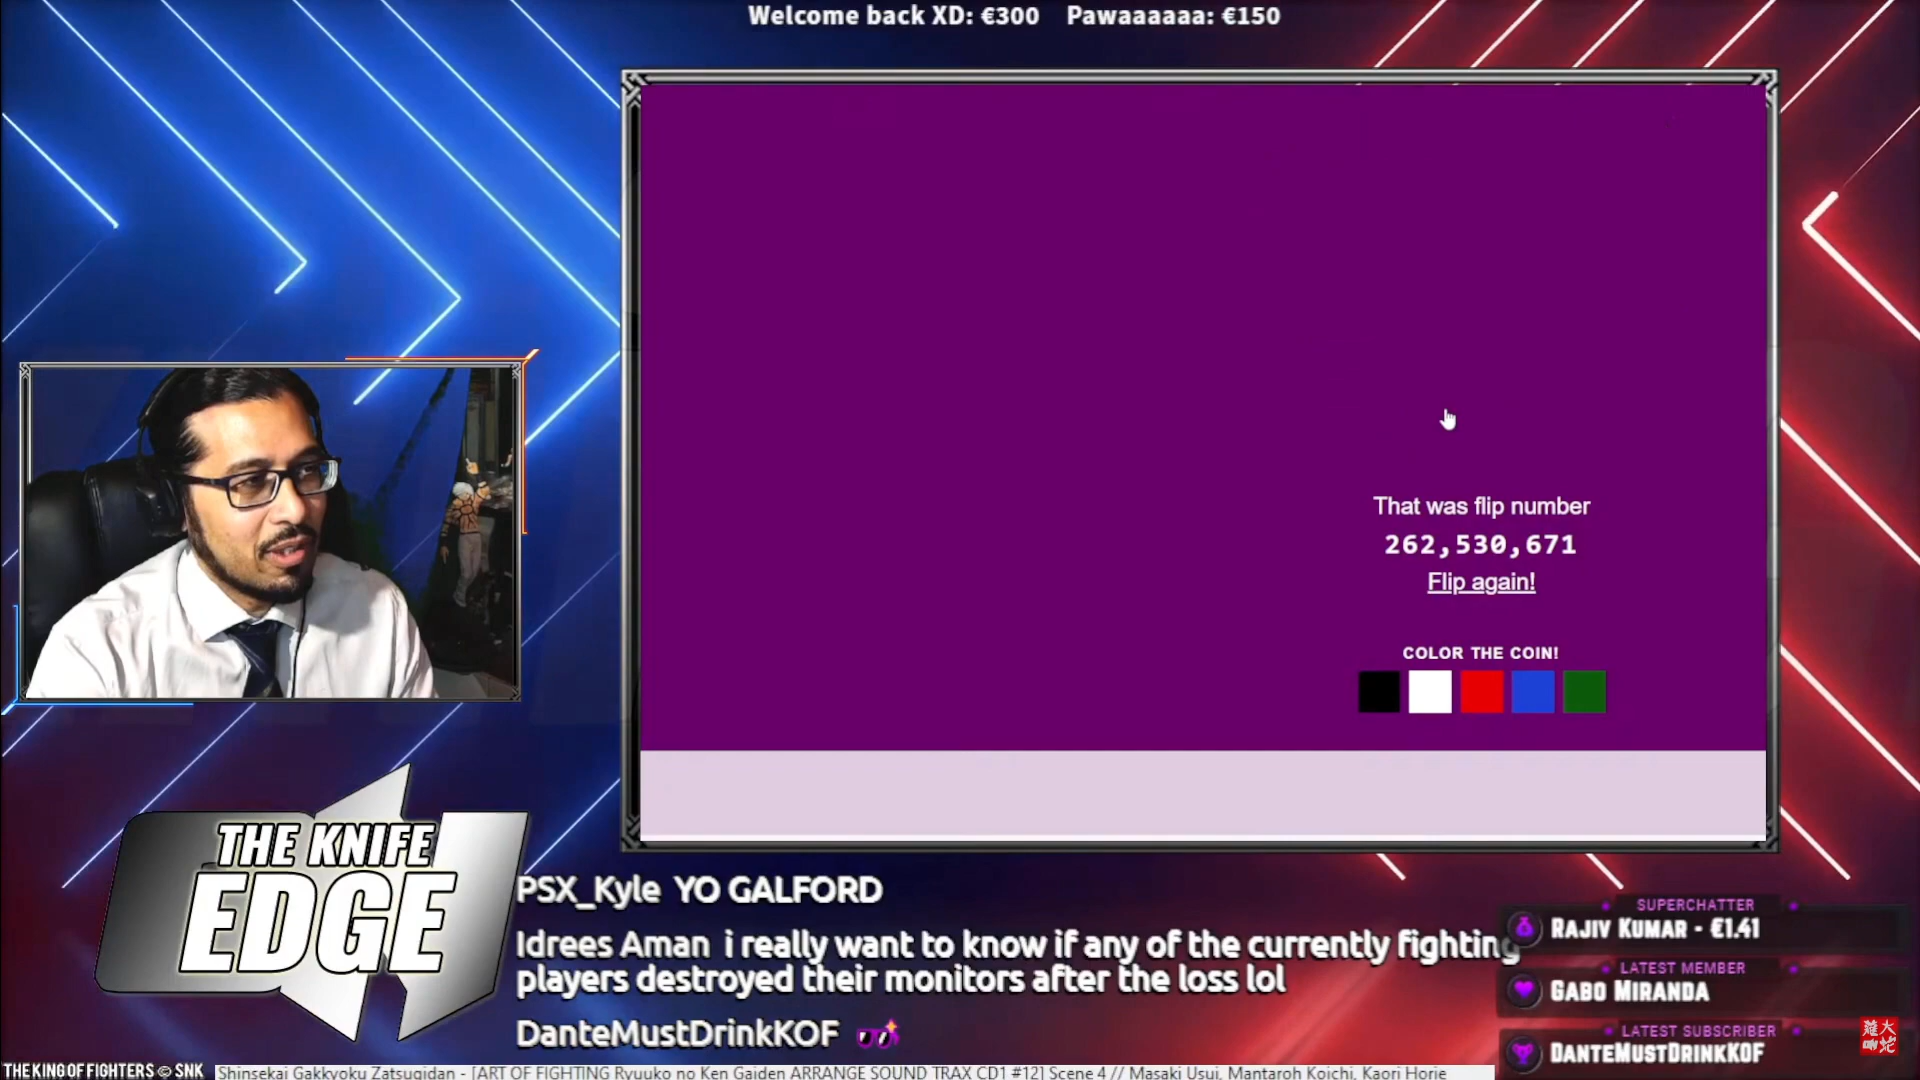 Welcome back XD: €300 Pawaaaaaa: €150
That was flip number
262,530,671
Flip again!
COLOR THE COIN!
THE KNIFE
EDGE
PSX_Kyle YO GALFORD
Idrees Aman i really want to know if any of the currently fighting
players destroyed their monitors after the loss lol
DanteMustDrinkKOF
SUPERCHATTER
RAJIV KUMAR - €1.41
LATEST MEMBER
GABO MIRANDA
LATEST SUBSCRIBER
DANTEMUSTDRINKKOF
THE KING OF FIGHTERS © SNK
Shinsekai Gakkyoku Zatsugidan - [ART OF FIGHTING Ryuuko no Ken Gaiden ARRANGE SOUND TRAX CD1 #12] Scene 4 // Masaki Usui, Mantaroh Koichi, Kaori Horie